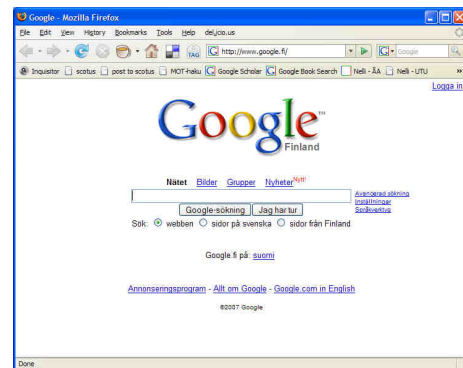 Google - Mozilla Firefox
File Edit View History Bookmarks Tools Help del.icio.us
TAG http://www.google.fi/ Google
Inquisitor scotus post to scotus MOT-haku Google Scholar Google Book Search Nelli - ÅA Nelli - UTU »
Logga in
Google™
Finland
Nätet Bilder Grupper Nyheter Nytt!
Avancerad sökning
Inställningar
Språkverktyg
Google-sökning Jag har tur
Sök: webben sidor på svenska sidor från Finland
Google.fi på: suomi
Annonseringsprogram - Allt om Google - Google.com in English
©2007 Google
Done